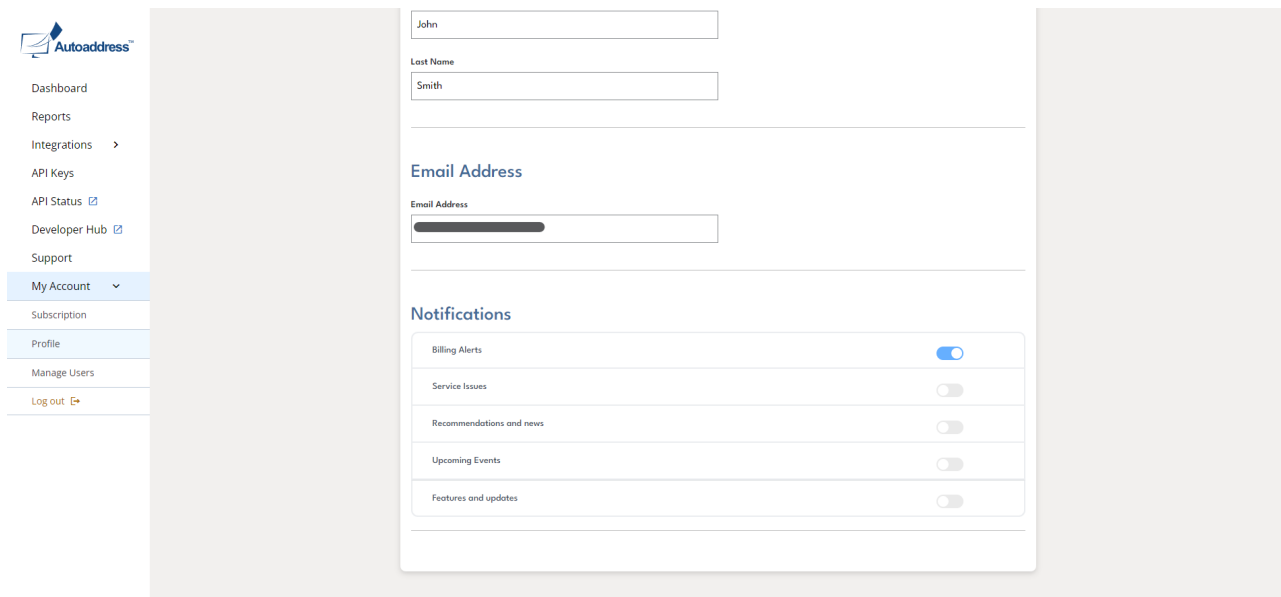 Autoaddress™
Dashboard
Reports
Integrations
API Keys
API Status
Developer Hub
Support
My Account
Subscription
Profile
Manage Users
Log out
John
Last Name
Smith
Email Address
Email Address
Notifications
Billing Alerts
Service Issues
Recommendations and news
Upcoming Events
Features and updates